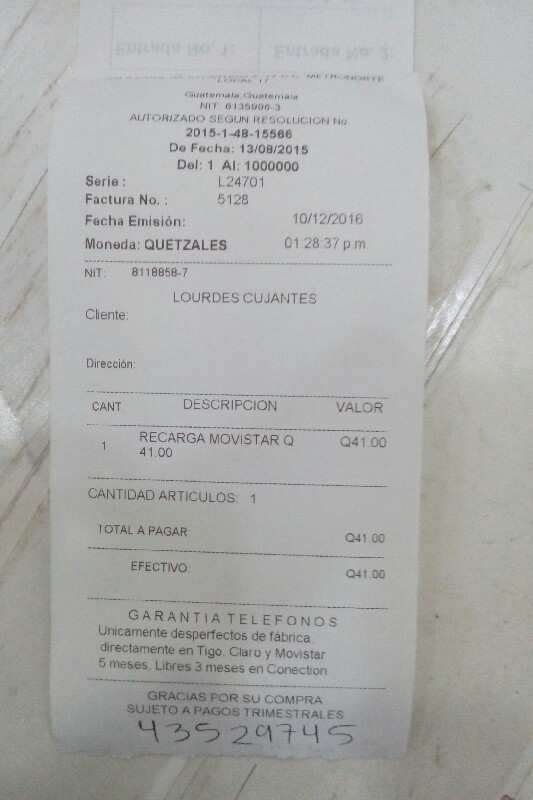 Entrada No. 1: Entrada No. 2:
METRONORTE
LOCAL 17
Guatemala,Guatemala
NIT: 6135996-3
AUTORIZADO SEGUN RESOLUCION No.
2015-1-48-15566
De Fecha: 13/08/2015
Del: 1 Al: 1000000
Serie : L24701
Factura No. : 5128
Fecha Emisión: 10/12/2016
Moneda: QUETZALES 01:28:37 p.m.
NIT: 8118858-7
LOURDES CUJANTES
Cliente:
Dirección:
CANT. DESCRIPCION VALOR
1 RECARGA MOVISTAR Q Q41.00
41.00
CANTIDAD ARTICULOS: 1
TOTAL A PAGAR: Q41.00
EFECTIVO: Q41.00
GARANTIA TELEFONOS
Unicamente desperfectos de fábrica,
directamente en Tigo, Claro y Movistar
6 meses, Libres 3 meses en Conection
GRACIAS POR SU COMPRA
SUJETO A PAGOS TRIMESTRALES
43529745